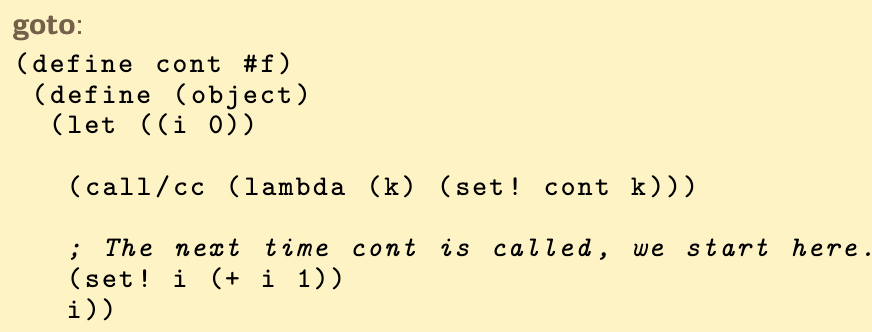 goto:
(define cont #f)
(define (object)
(let ((i 0))
(call/cc (lambda (k) (set! cont k)))
; The next time cont is called, we start here.
(set! i (+ i 1))
i))